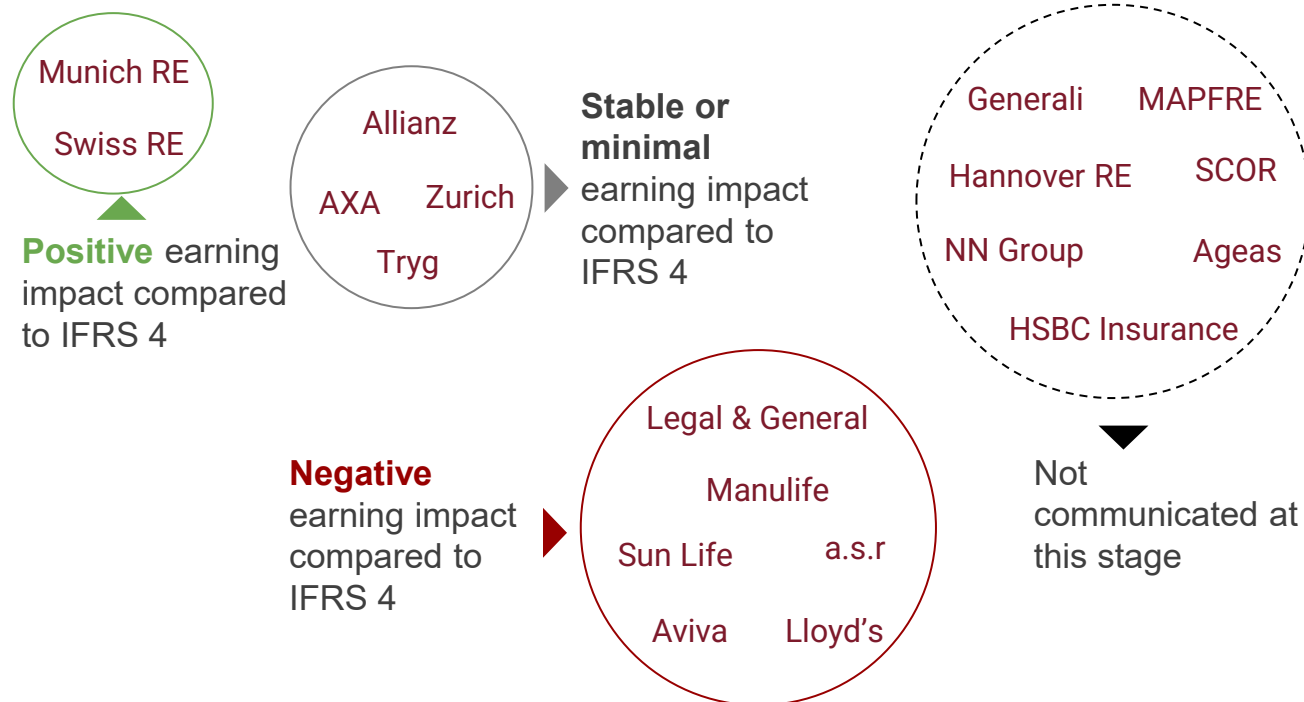 Munich RE
Swiss RE
Positive earning
impact compared
to IFRS 4
Allianz
AXA Zurich
Tryg
Stable or
minimal
earning impact
compared to
IFRS 4
Generali MAPFRE
Hannover RE SCOR
NN Group Ageas
HSBC Insurance
Negative
earning impact
compared to
IFRS 4
Legal & General
Manulife
Sun Life a.s.r
Aviva Lloyd’s
Not
communicated at
this stage